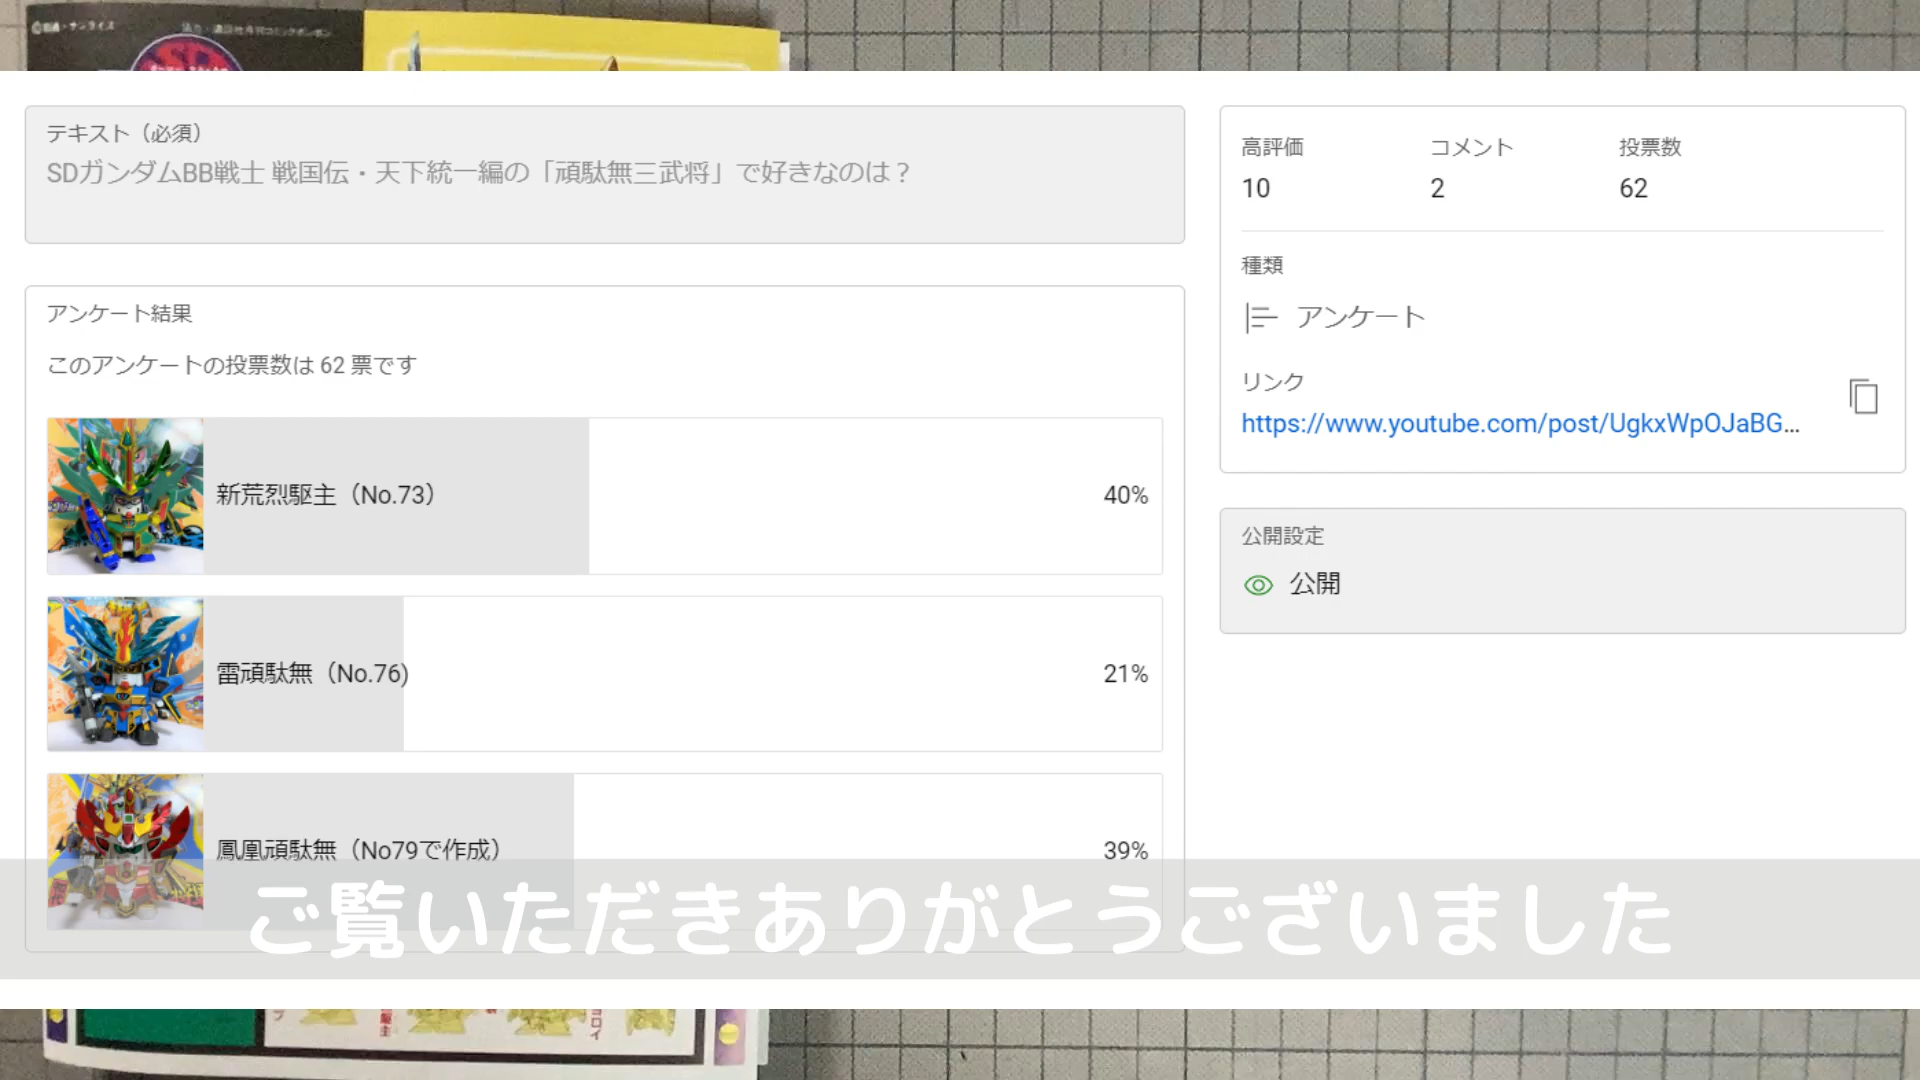 テキスト（必須）
SDガンダムBB戦士 戦国伝・天下統一編の「頑駄無三武将」で好きなのは？
アンケート結果
このアンケートの投票数は 62 票です
新荒烈駆主（No.73）
40%
雷頑駄無（No.76)
21%
鳳凰頑駄無（No79で作成）
39%
高評価
コメント
投票数
10
2
62
種類
アンケート
リンク
https://www.youtube.com/post/UgkxWpOJaBG...
公開設定
公開
ご覧いただきありがとうございました